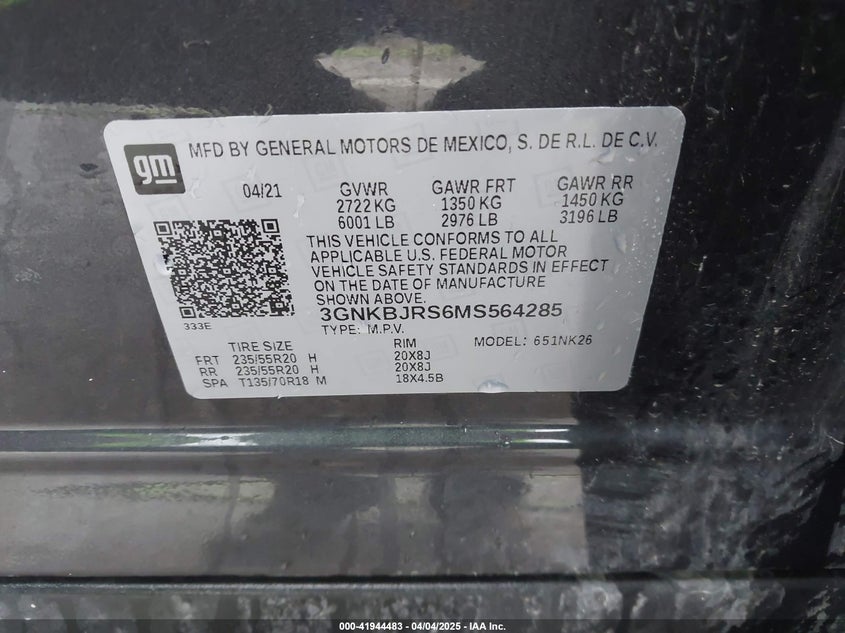 gm
MFD BY GENERAL MOTORS DE MEXICO, S. DE R.L. DE C.V.
04/21 GVWR GAWR FRT GAWR RR
2722 KG 1350 KG 1450 KG
6001 LB 2976 LB 3196 LB
THIS VEHICLE CONFORMS TO ALL
APPLICABLE U.S. FEDERAL MOTOR
VEHICLE SAFETY STANDARDS IN EFFECT
ON THE DATE OF MANUFACTURE
SHOWN ABOVE.
333E 3GNKBJRS6MS564285
TYPE: M.P.V.
TIRE SIZE RIM MODEL: 651NK26
FRT 235/55R20 H 20X8J
RR 235/55R20 H 20X8J
SPA T135/70R18 M 18X4.5B
000-41944483 - 04/04/2025 - IAA Inc.